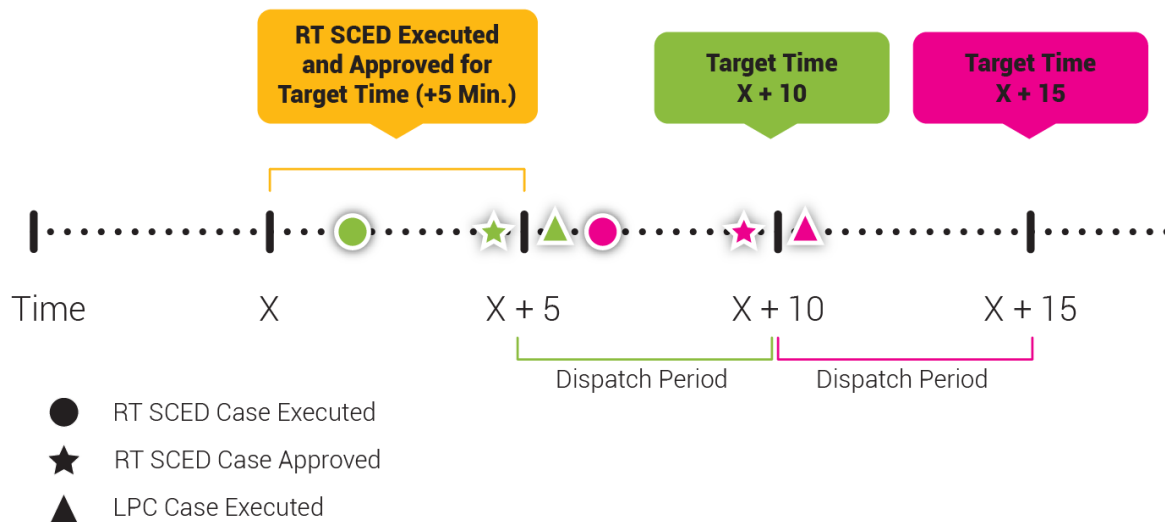 RT SCED Executed
and Approved for
Target Time (+5 Min.)
Target Time
X + 10
Target Time
X + 15
Time
X
X + 5
X + 10
X + 15
Dispatch Period
Dispatch Period
RT SCED Case Executed
RT SCED Case Approved
LPC Case Executed